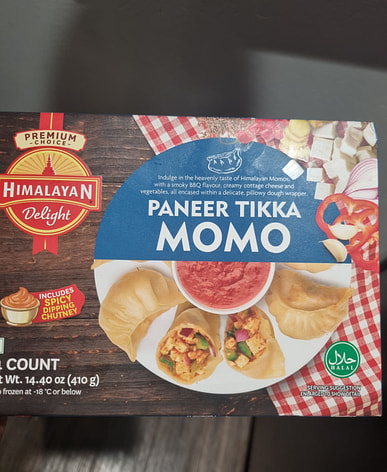 PREMIUM
CHOICE
HIMALAYAN
Delight
Indulge in the heavenly taste of Himalayan Momos,
with a smoky BBQ flavour, creamy cottage cheese and
vegetables, all encased within a delicate, pillowy dough wrapper.
PANEER TIKKA
MOMO
INCLUDES
SPICY
DIPPING
CHUTNEY
COUNT
Wt. 14.40 oz (410 g)
frozen at -18 °C or below
حلال
HALAL
SERVING SUGGESTION
ENLARGED TO SHOW DETAIL